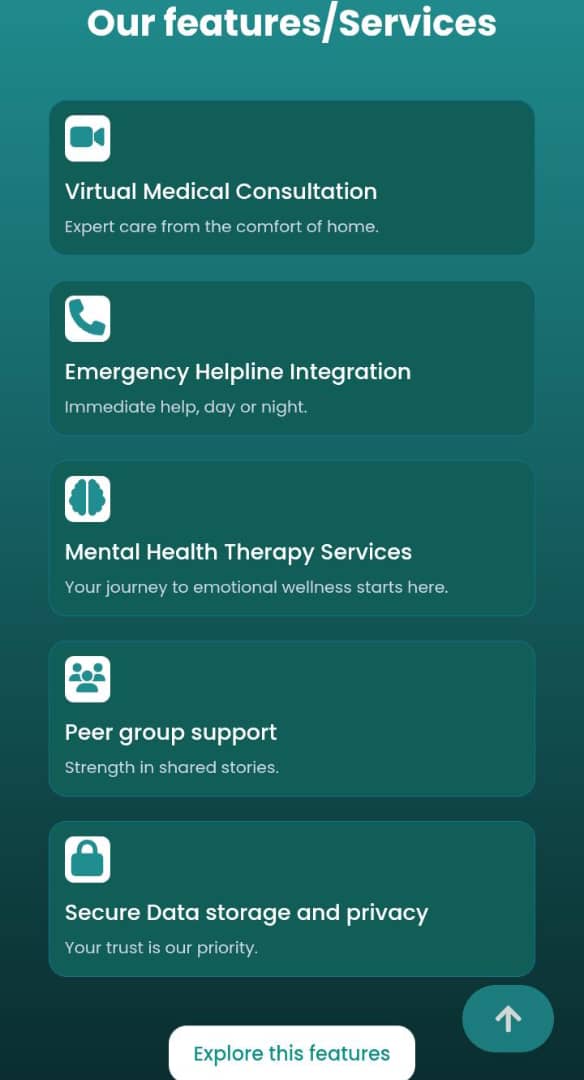 Our features/Services
Virtual Medical Consultation
Expert care from the comfort of home.
Emergency Helpline Integration
Immediate help, day or night.
Mental Health Therapy Services
Your journey to emotional wellness starts here.
Peer group support
Strength in shared stories.
Secure Data storage and privacy
Your trust is our priority.
Explore this features